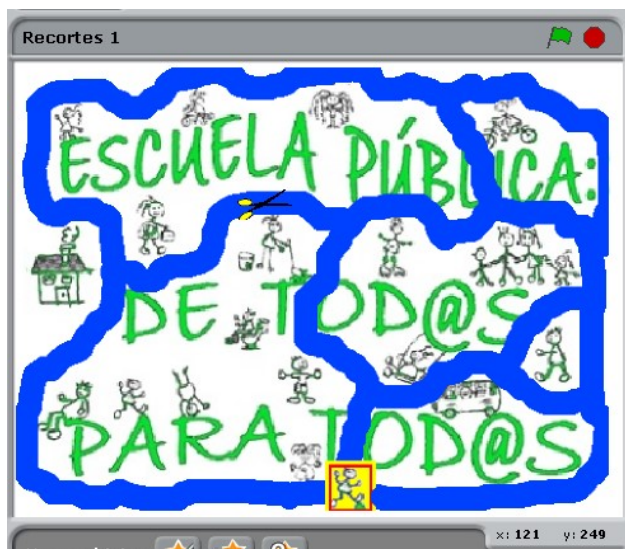 Recortes 1
ESCUELA PÚBLICA:
DE TOD@S
PARA TOD@S
x: 121 y: 249